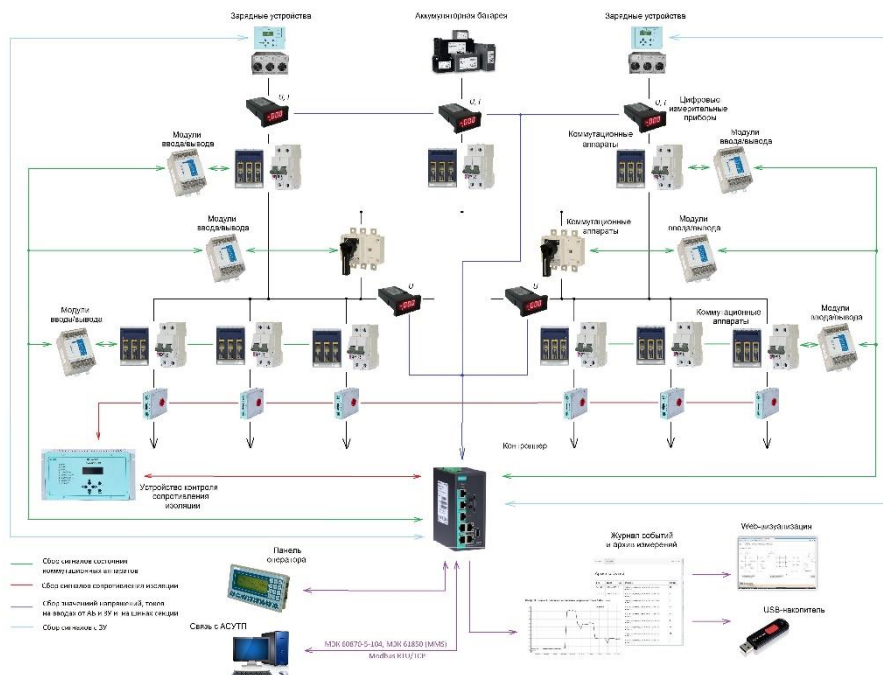 Зарядные устройства
Аккумуляторная батарея
Зарядные устройства
U, I
U, I
U, I
Цифровые
измерительные
приборы
Модули
ввода/вывода
Коммутационные
аппараты
Модули
ввода/вывода
Модули
ввода/вывода
Коммутационные
аппараты
Модули
ввода/вывода
U
U
Модули
ввода/вывода
Коммутационные
аппараты
Модули
ввода/вывода
Контроллер
Устройство контроля
сопротивления
изоляции
Панель
оператора
Журнал событий
и архив измерений
Web-визуализация
USB-накопитель
Связь с АСУТП
МЭК 60870-5-104, МЭК 61850 (MMS)
Modbus RTU/TCP
Сбор сигналов состояния
коммутационных аппаратов
Сбор сигналов сопротивления изоляции
Сбор значений напряжений, токов
на вводах от АБ и ЗУ и на шинах секции
Сбор сигналов с ЗУ